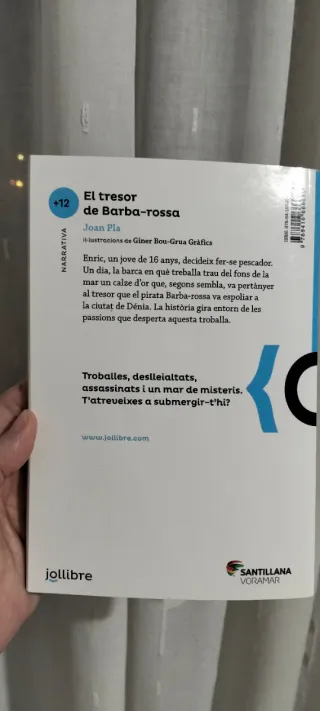 +12
El tresor
de Barba-rossa
Joan Pla
Il·lustracions de Giner Bou-Grua Gràfics
NARRATIVA
Enric, un jove de 16 anys, decideix fer-se pescador.
Un dia, la barca en què treballa trau del fons de la
mar un calze d'or que, segons sembla, va pertànyer
al tresor que el pirata Barba-rossa va espoliar a
la ciutat de Dénia. La història gira entorn de les
passions que desperta aquesta troballa.
Troballes, deslleialtats,
assassinats i un mar de misteris.
T'atreveixes a submergir-t'hi?
www.jollibre.com
jollibre
SANTILLANA
VORAMAR